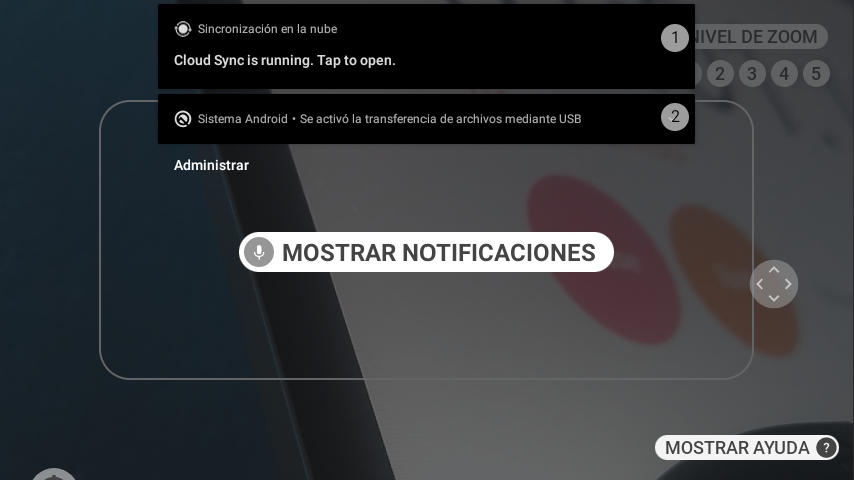 Sincronización en la nube
1
NIVEL DE ZOOM
Cloud Sync is running. Tap to open.
2 3 4 5
Sistema Android • Se activó la transferencia de archivos mediante USB
2
Administrar
MOSTRAR NOTIFICACIONES
MOSTRAR AYUDA ?